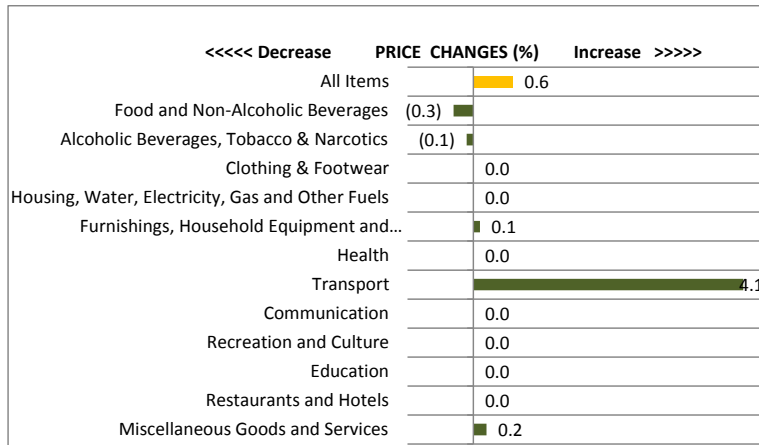 <<<<< Decrease PRICE CHANGES (%) Increase >>>>>
All Items 0.6
Food and Non-Alcoholic Beverages (0.3)
Alcoholic Beverages, Tobacco & Narcotics (0.1)
Clothing & Footwear 0.0
Housing, Water, Electricity, Gas and Other Fuels 0.0
Furnishings, Household Equipment and... 0.1
Health 0.0
Transport 4.1
Communication 0.0
Recreation and Culture 0.0
Education 0.0
Restaurants and Hotels 0.0
Miscellaneous Goods and Services 0.2